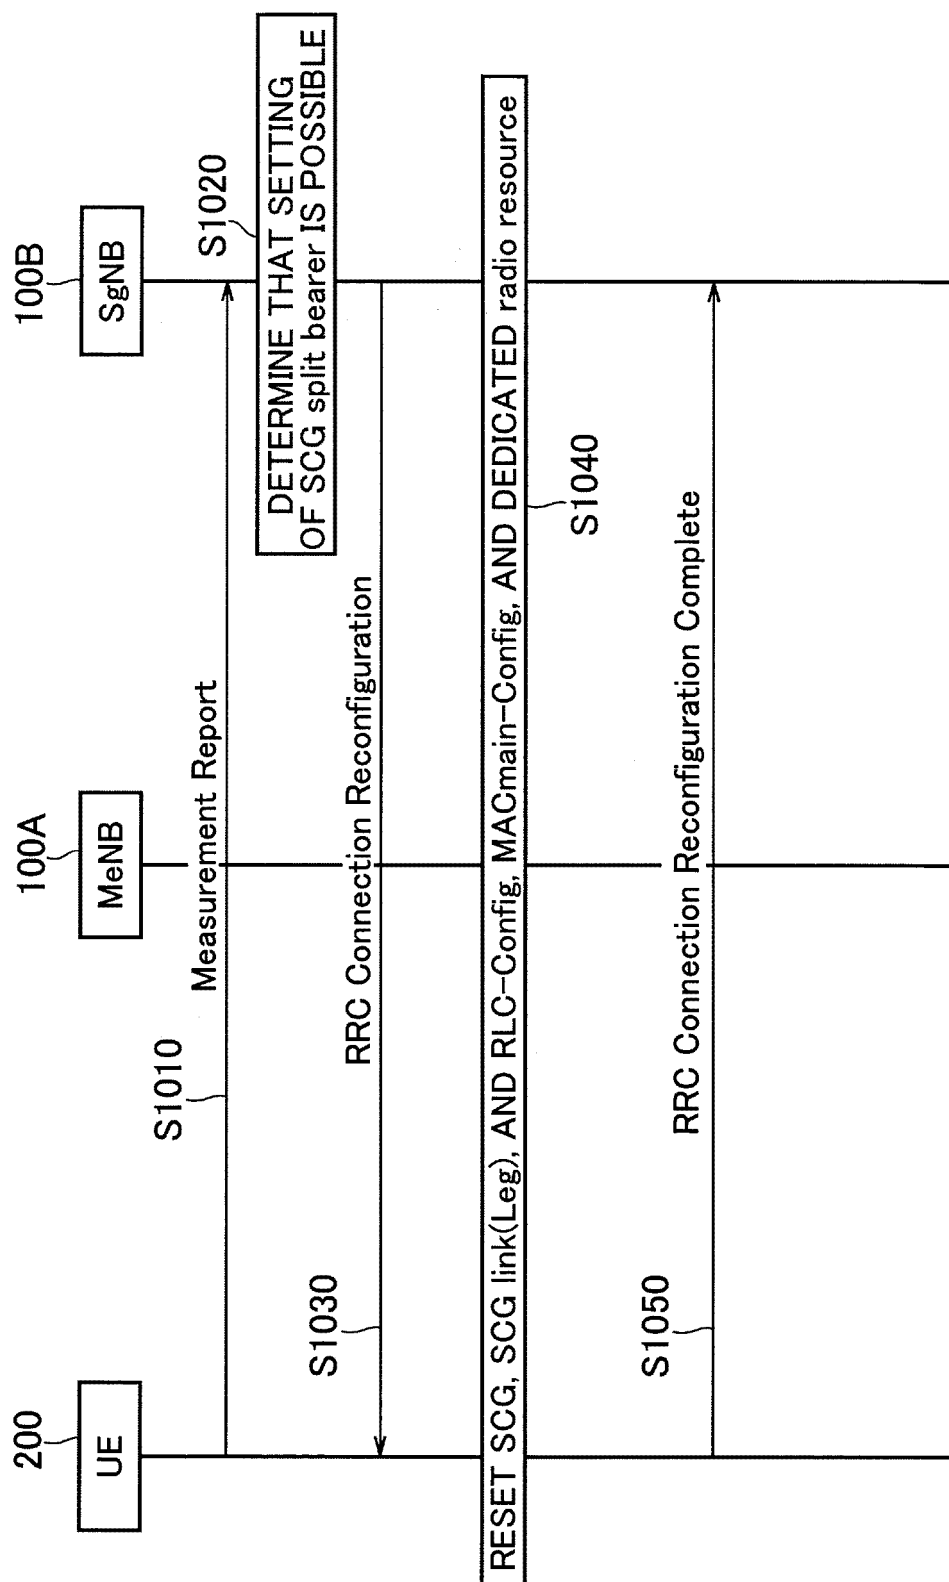 200
UE
100A
MeNB
100B
SgNB
S1010
Measurement Report
S1020
DETERMINE THAT SETTING
OF SCG split bearer IS POSSIBLE
S1030
RRC Connection Reconfiguration
RESET SCG, SCG link(Leg), AND RLC-Config, MACmain-Config, AND DEDICATED radio resource
S1040
S1050
RRC Connection Reconfiguration Complete